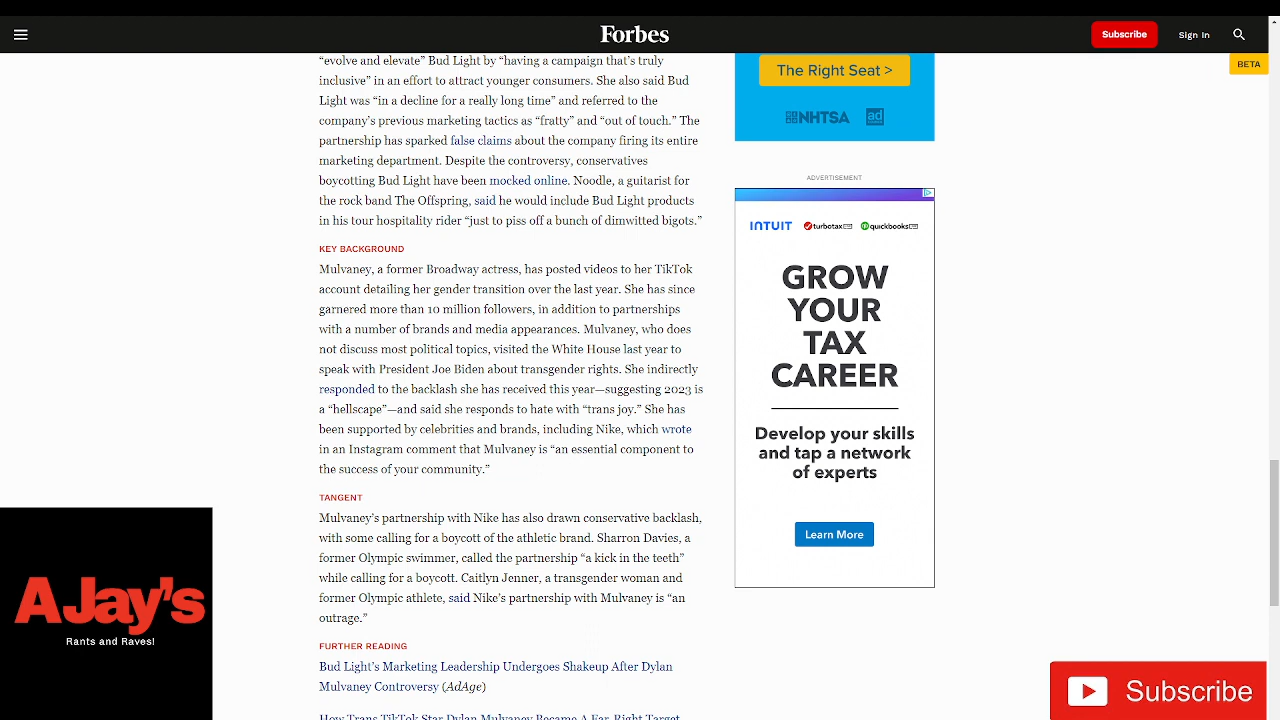 Forbes
Subscribe
Sign In
BETA
“evolve and elevate” Bud Light by “having a campaign that’s truly
inclusive” in an effort to attract younger consumers. She also said Bud
Light was “in a decline for a really long time” and referred to the
company’s previous marketing tactics as “fratty” and “out of touch.” The
partnership has sparked false claims about the company firing its entire
marketing department. Despite the boycott, conservatives
boycotting Bud Light have been mocked online. Noodle, a guitarist for
the rock band The Offspring, said he would include Bud Light products
in his tour hospitality rider “just to piss off a bunch of dimwitted bigots.”
KEY BACKGROUND
Mulvaney, a former Broadway actress, has posted videos to her TikTok
account detailing her gender transition over the last year. She has since
garnered more than 10 million followers, in addition to partnerships
with a number of brands and media appearances. Mulvaney, who does
not discuss most political topics, visited the White House last year to
speak with President Joe Biden about transgender rights. She indirectly
responded to the backlash she has received this year—suggesting 2023 is
a “hellscape”—and said she responds to hate with “trans joy.” She has
been supported by celebrities and brands, including Nike, which wrote
in an Instagram comment that Mulvaney is “an essential component to
the success of your community.”
TANGENT
Mulvaney’s partnership with Nike has also drawn conservative backlash,
with some calling for a boycott of the athletic brand. Sharron Davies, a
former Olympic swimmer, called the partnership “a kick in the teeth”
while calling for a boycott. Caitlyn Jenner, a transgender woman and
former Olympic athlete, said Nike’s partnership with Mulvaney is “an
outrage.”
FURTHER READING
Bud Light’s Marketing Leadership Undergoes Shakeup After Dylan
Mulvaney Controversy (AdAge)
How Trans TikTok Star Dylan Mulvaney Became A Far-Right Target
The Right Seat >
NHTSA
ad
ADVERTISEMENT
INTUIT
turbotax
quickbooks
GROW
YOUR
TAX
CAREER
Develop your skills
and tap a network
of experts
Learn More
A Jay's
Rants and Raves!
Subscribe